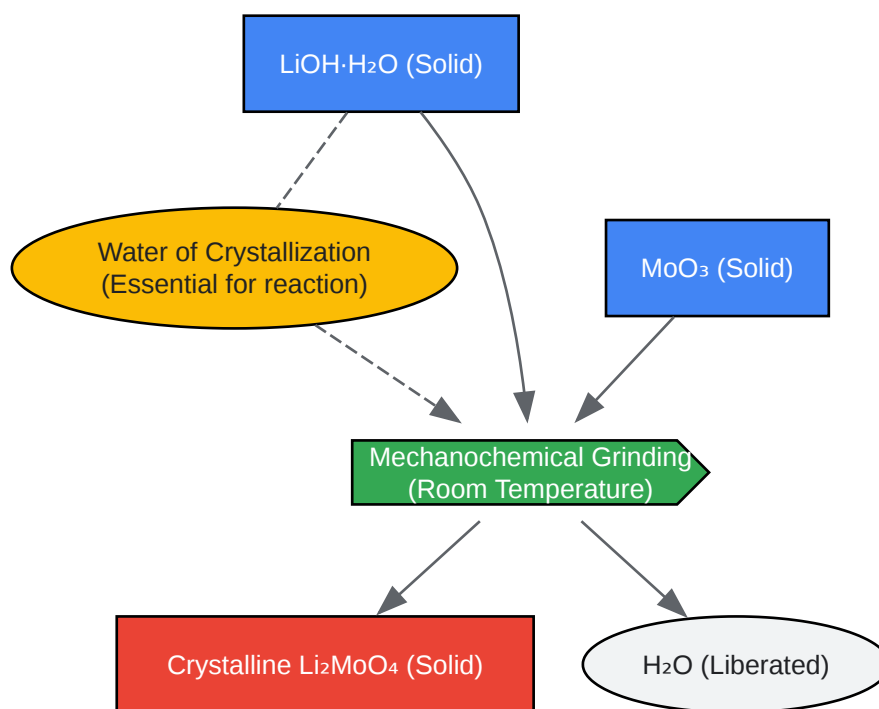 LiOH·H₂O (Solid)
Water of Crystallization
(Essential for reaction)
MoO₃ (Solid)
Mechanochemical Grinding
(Room Temperature)
Crystalline Li₂MoO₄ (Solid)
H₂O (Liberated)